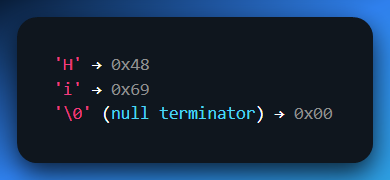 'H' → 0x48
'i' → 0x69
'\0' (null terminator) → 0x00